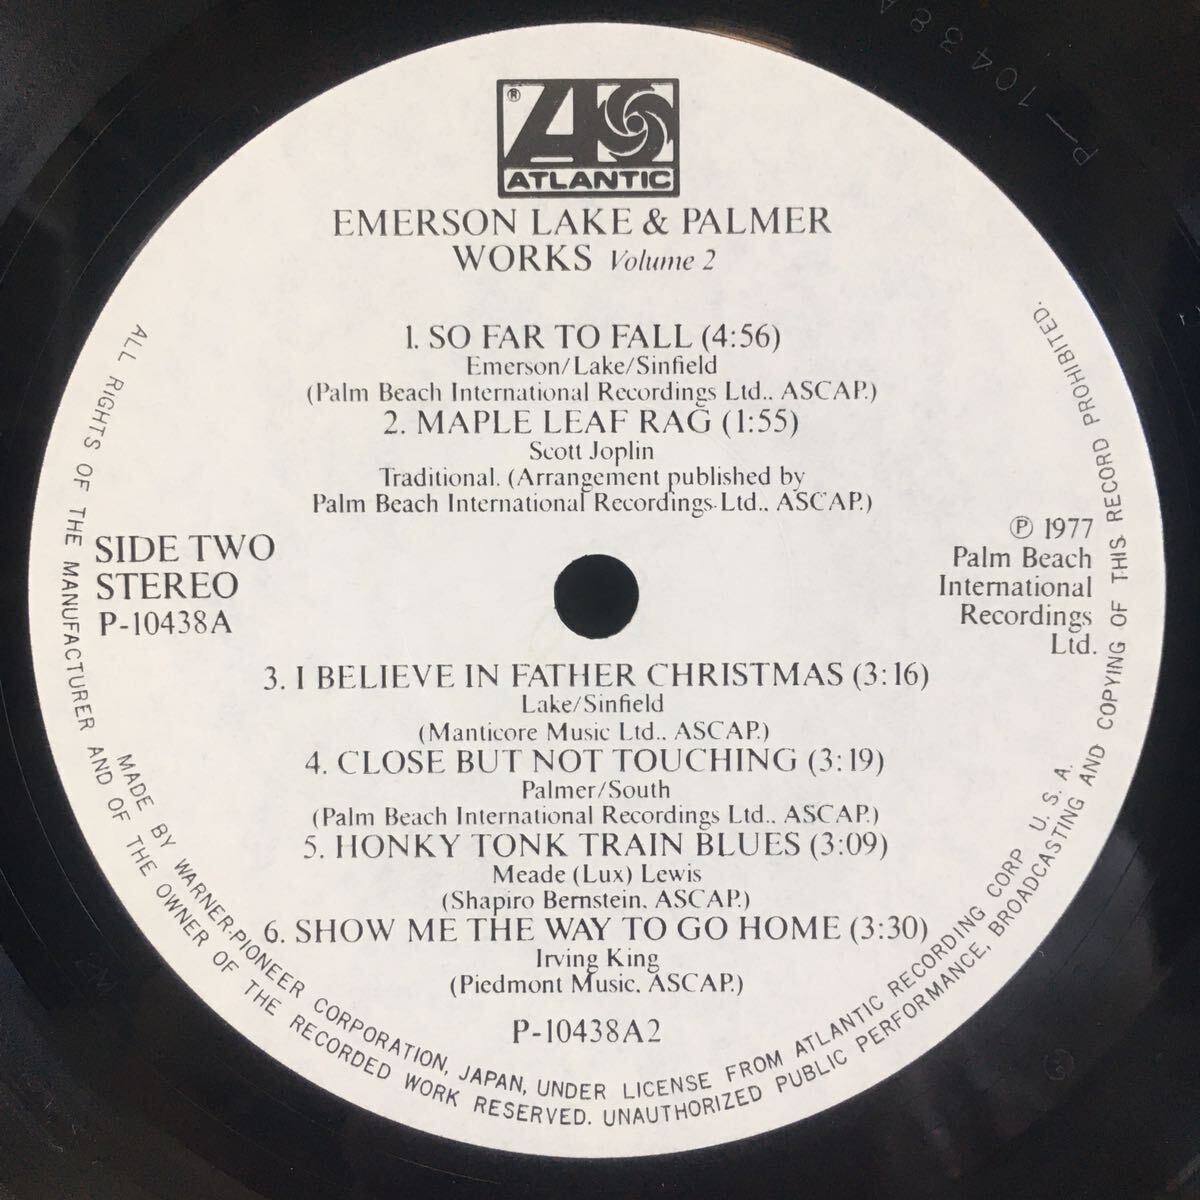 P-10438A
®
ATLANTIC
EMERSON LAKE & PALMER
WORKS Volume 2
1. SO FAR TO FALL (4:56)
Emerson/Lake/Sinfield
(Palm Beach International Recordings Ltd., ASCAP.)
2. MAPLE LEAF RAG (1:55)
Scott Joplin
Traditional. (Arrangement published by
Palm Beach International Recordings Ltd., ASCAP.)
SIDE TWO
STEREO
P-10438A
℗ 1977
Palm Beach
International
Recordings
Ltd.
3. I BELIEVE IN FATHER CHRISTMAS (3:16)
Lake/Sinfield
(Manticore Music Ltd., ASCAP.)
4. CLOSE BUT NOT TOUCHING (3:19)
Palmer/South
(Palm Beach International Recordings Ltd., ASCAP.)
5. HONKY TONK TRAIN BLUES (3:09)
Meade (Lux) Lewis
(Shapiro Bernstein, ASCAP.)
6. SHOW ME THE WAY TO GO HOME (3:30)
Irving King
(Piedmont Music, ASCAP.)
P-10438A2
MADE BY WARNER-PIONEER CORPORATION, JAPAN, UNDER LICENSE FROM ATLANTIC RECORDING CORP U.S.A.
ALL RIGHTS OF THE MANUFACTURER AND OF THE OWNER OF THE RECORDED WORK RESERVED. UNAUTHORIZED PUBLIC PERFORMANCE, BROADCASTING AND COPYING OF THIS RECORD PROHIBITED.